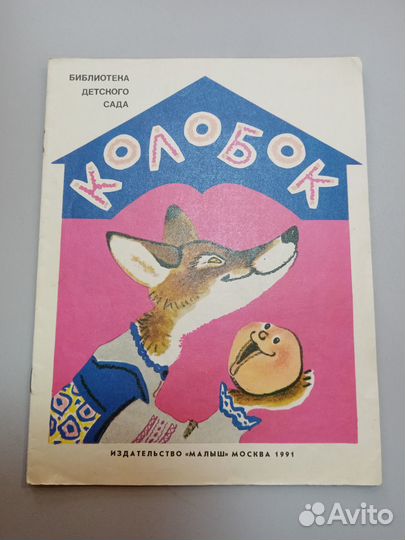 БИБЛИОТЕКА
ДЕТСКОГО
САДА
КОЛОБОК
ИЗДАТЕЛЬСТВО «МАЛЫШ» МОСКВА 1991
Avito